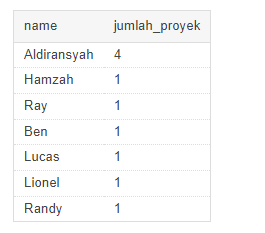 name jumlah_proyek
Aldiransyah 4
Hamzah 1
Ray 1
Ben 1
Lucas 1
Lionel 1
Randy 1